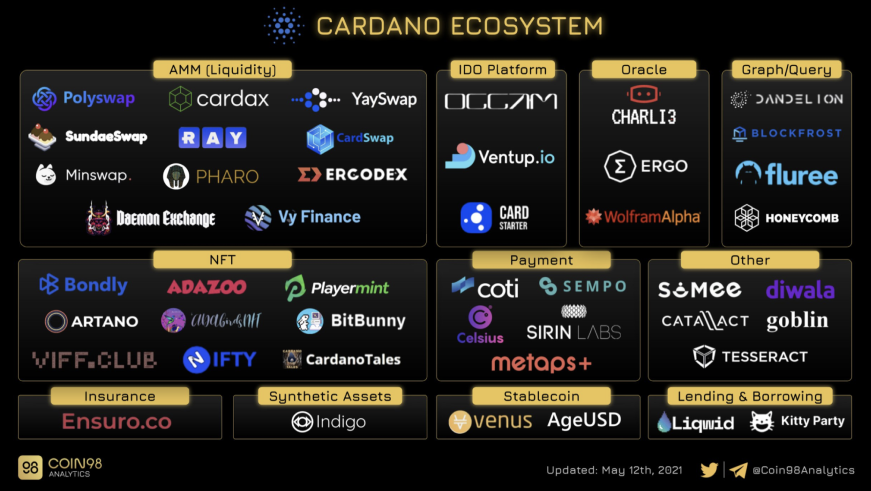 CARDANO ECOSYSTEM
AMM (Liquidity)
Polyswap
cardax
YaySwap
SundaeSwap
RAY
CardSwap
Minswap.
PHARO
ERGODEX
Daemon Exchange
Vy Finance
IDO Platform
OCCAM
Ventup.io
CARD
STARTER
Oracle
CHARLI3
ERGO
WolframAlpha
Graph/Query
DANDELION
BLOCKFROST
fluree
HONEYCOMB
NFT
Bondly
ADAZOO
Playermint
ARTANO
BitBunny
VIFF.CLUB
NIFTY
CardanoTales
Payment
coti
SEMPO
Celsius
SIRIN LABS
metaps+
Other
SoMee
diwala
CATALLACT
goblin
TESSERACT
Insurance
Ensuro.co
Synthetic Assets
Indigo
Stablecoin
venus
AgeUSD
Lending & Borrowing
Liqwid
Kitty Party
98
COIN98
ANALYTICS
Updated: May 12th, 2021
@Coin98Analytics